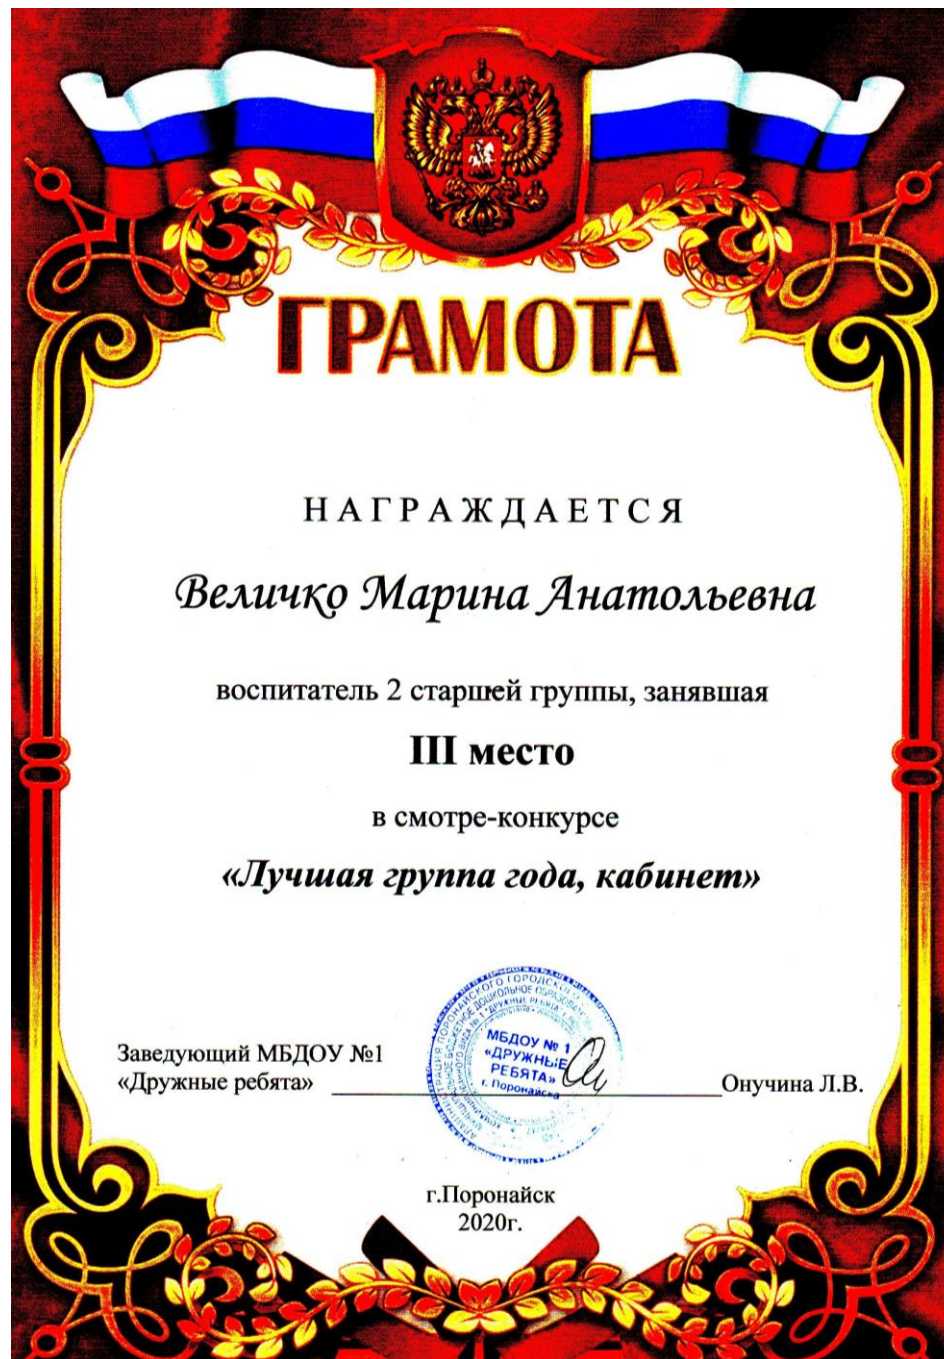 ГРАМОТА
НАГРАЖДАЕТСЯ
Величко Марина Анатольевна
воспитатель 2 старшей группы, занявшая
III место
в смотре-конкурсе
«Лучшая группа года, кабинет»
Заведующий МБДОУ №1
«Дружные ребята»
МБДОУ № 1
«ДРУЖНЫЕ
РЕБЯТА»
г. Поронайска
Онучина Л.В.
г.Поронайск
2020г.